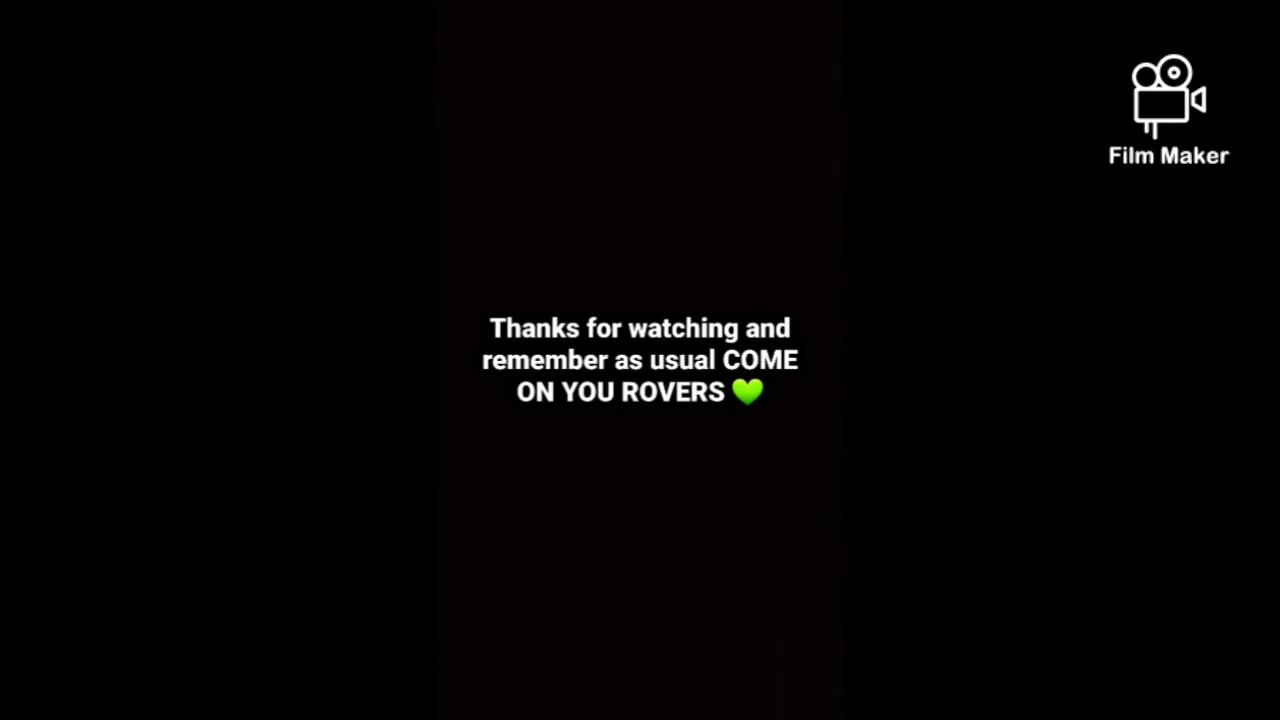 Film Maker
Thanks for watching and
remember as usual COME
ON YOU ROVERS 💚